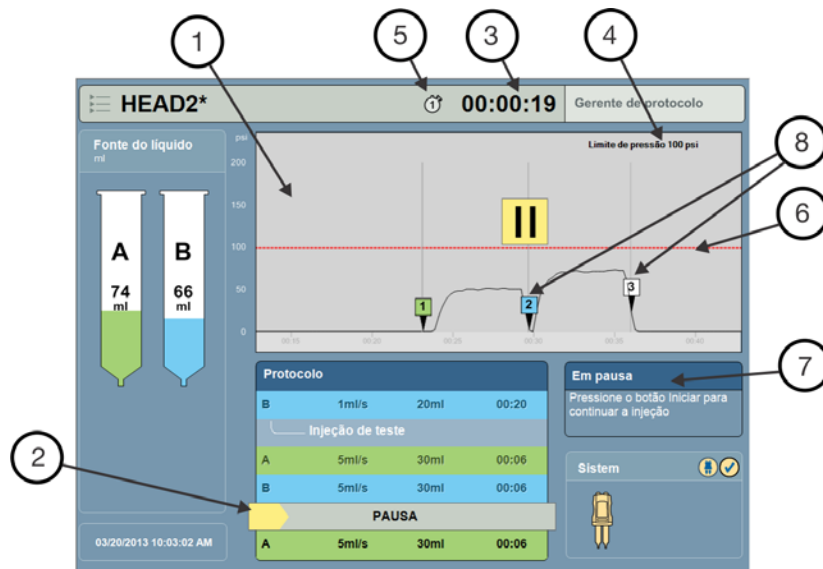 1
5
3
4
8
6
7
2
HEAD2*
1
00:00:19
Gerente de protocolo
Fonte do líquido
ml
A
74
ml
B
66
ml
psi
200
150
100
50
0
Limite de pressão 100 psi
1
2
3
00:15
00:20
00:25
00:30
00:35
00:40
Protocolo
B 1ml/s 20ml 00:20
Injeção de teste
A 5ml/s 30ml 00:06
B 5ml/s 30ml 00:06
PAUSA
A 5ml/s 30ml 00:06
Em pausa
Pressione o botão Iniciar para
continuar a injeção
Sistem
03/20/2013 10:03:02 AM